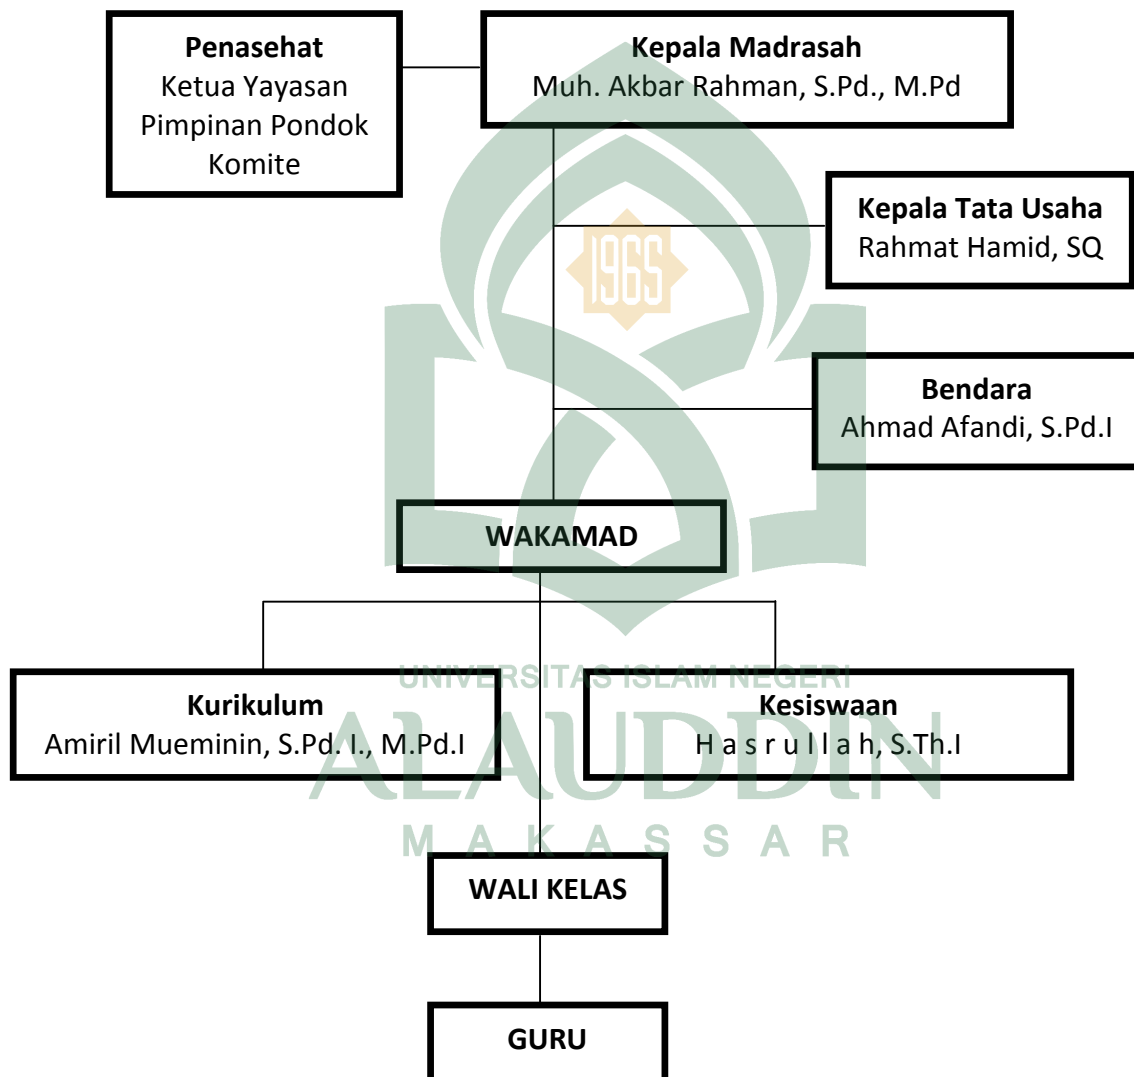 Penasehat
Ketua Yayasan
Pimpinan Pondok
Komite
Kepala Madrasah
Muh. Akbar Rahman, S.Pd., M.Pd
Kepala Tata Usaha
Rahmat Hamid, SQ
1965
Bendara
Ahmad Afandi, S.Pd.I
WAKAMAD
UNIVERSITAS ISLAM NEGERI
Kurikulum
Amiril Mueminin, S.Pd. I., M.Pd.I
Kesiswaan
H a s r u l l a h, S.Th.I
ALAUDDIN
M A K A S S A R
WALI KELAS
GURU